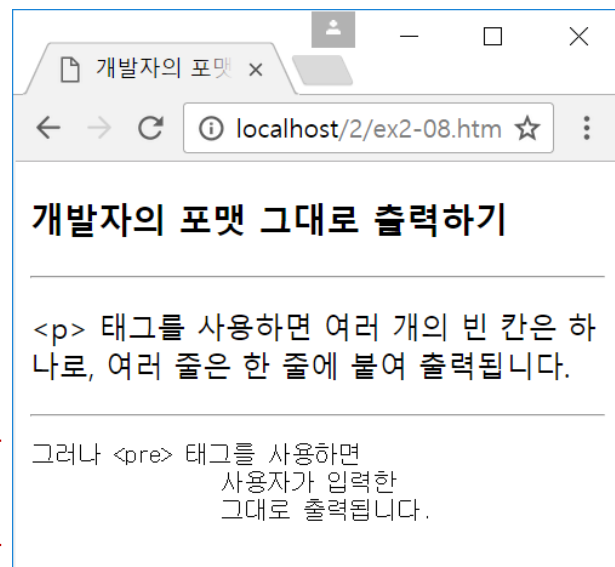 개발자의 포맷
localhost/2/ex2-08.htm
개발자의 포맷 그대로 출력하기
<p> 태그를 사용하면 여러 개의 빈 칸은 하
나로, 여러 줄은 한 줄에 붙여 출력됩니다.
그러나 <pre> 태그를 사용하면
사용자가 입력한
그대로 출력됩니다.